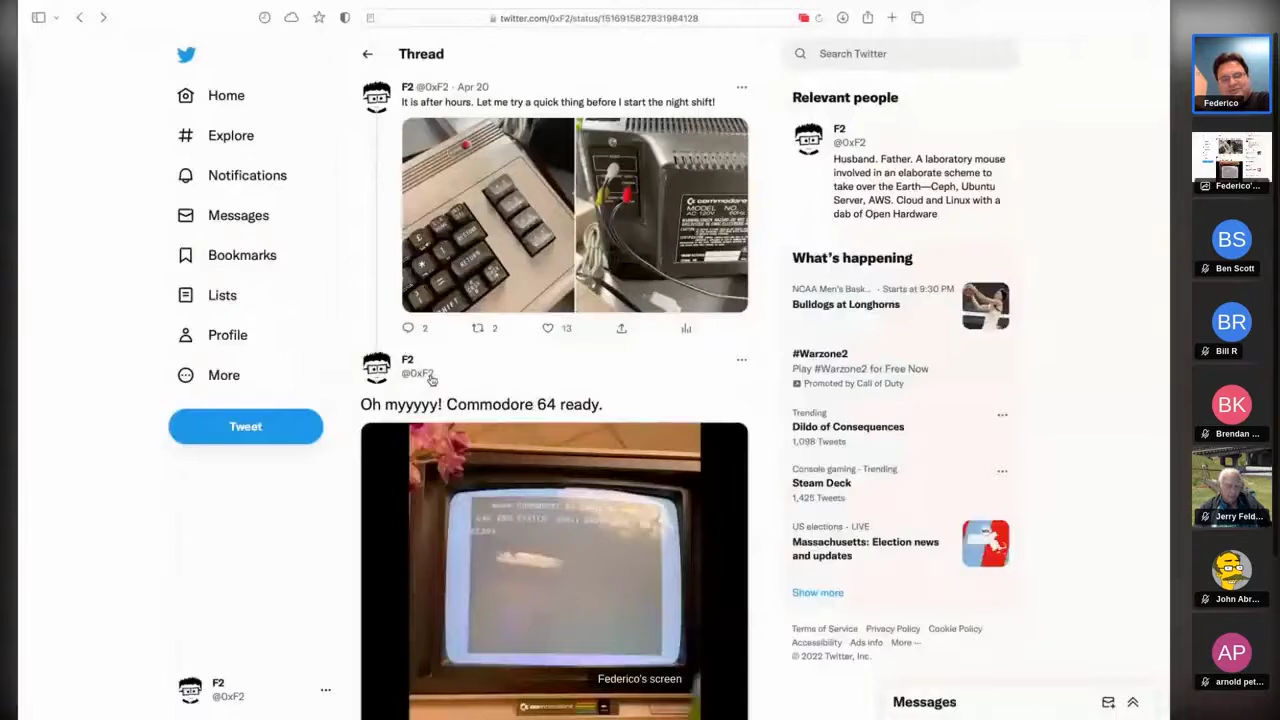 twitter.com/0xF2/status/1516915827831984128
Thread
Search Twitter
Home
Explore
Notifications
Messages
Bookmarks
Lists
Profile
More
Tweet
F2
@0xF2
F2 @0xF2 · Apr 20
It is after hours. Let me try a quick thing before I start the night shift!
commodore
MODEL NO.
AC 120V 60Hz
RETURN
2
2
13
F2
@0xF2
Oh myyyyy! Commodore 64 ready.
Federico's screen
commodore
Relevant people
F2
@0xF2
Husband. Father. A laboratory mouse
involved in an elaborate scheme to
take over the Earth—Ceph, Ubuntu
Server, AWS. Cloud and Linux with a
dab of Open Hardware
What's happening
NCAA Men's Bask... · Starts at 9:30 PM
Bulldogs at Longhorns
#Warzone2
Play #Warzone2 for Free Now
Promoted by Call of Duty
Trending
Dildo of Consequences
1,098 Tweets
Console gaming · Trending
Steam Deck
1,425 Tweets
US elections · LIVE
Massachusetts: Election news
and updates
Show more
Terms of Service Privacy Policy Cookie Policy
Accessibility Ads info More ···
© 2022 Twitter, Inc.
Messages
Federico
Federico'...
BS
Ben Scott
BR
Bill R
BK
Brendan ...
Jerry Feld...
John Abr...
AP
arnold pet...